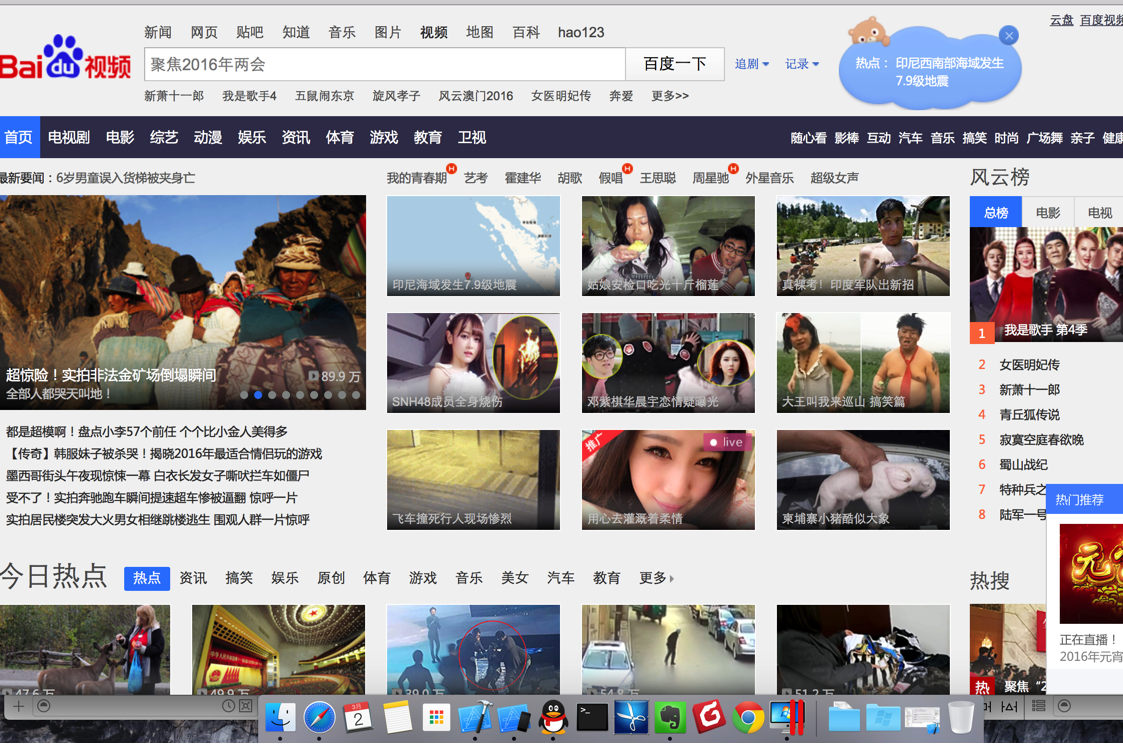 云盘 百度视频
新闻 网页 贴吧 知道 音乐 图片 视频 地图 百科 hao123
Bai du 视频
聚焦2016年两会
百度一下
追剧
记录
热点： 印尼西南部海域发生
7.9级地震
新萧十一郎 我是歌手4 五鼠闹东京 旋风孝子 风云澳门2016 女医明妃传 奔爱 更多>>
首页 电视剧 电影 综艺 动漫 娱乐 资讯 体育 游戏 教育 卫视
随心看 影棒 互动 汽车 音乐 搞笑 时尚 广场舞 亲子 健康
最新要闻：6岁男童误入货梯被夹身亡
我的青春期 H 艺考 霍建华 胡歌 假唱 H 王思聪 周星驰 H 外星音乐 超级女声
超惊险！实拍非法金矿场倒塌瞬间
89.9 万
全部人都哭天叫地！
都是超模啊！盘点小李57个前任 个个比小金人美得多
【传奇】韩服妹子被杀哭！揭晓2016年最适合情侣玩的游戏
墨西哥街头午夜现惊悚一幕 白衣长发女子嘶吠拦车如僵尸
受不了！实拍奔驰跑车瞬间提速超车惨被逼翻 惊呼一片
实拍居民楼突发大火男女相继跳楼逃生 围观人群一片惊呼
印尼海域发生7.9级地震
姑娘安检口吃光十斤榴莲
真裸考！印度军队出新招
SNH48成员全身烧伤
邓紫棋华晨宇恋情疑曝光
大王叫我来巡山 搞笑篇
飞车撞死行人现场惨烈
推广
live
用心去灌溉着柔情
柬埔寨小猪酷似大象
风云榜
总榜 电影 电视
1 我是歌手 第4季
2 女医明妃传
3 新萧十一郎
4 青丘狐传说
5 寂寞空庭春欲晚
6 蜀山战纪
7 特种兵之
8 陆军一号
热门推荐
正在直播！
2016年元宵
今日热点
热点 资讯 搞笑 娱乐 原创 体育 游戏 音乐 美女 汽车 教育 更多
47.6 万
49.9 万
39.0 万
54.8 万
51.2 万
热搜
热 聚焦 “2
3月
2